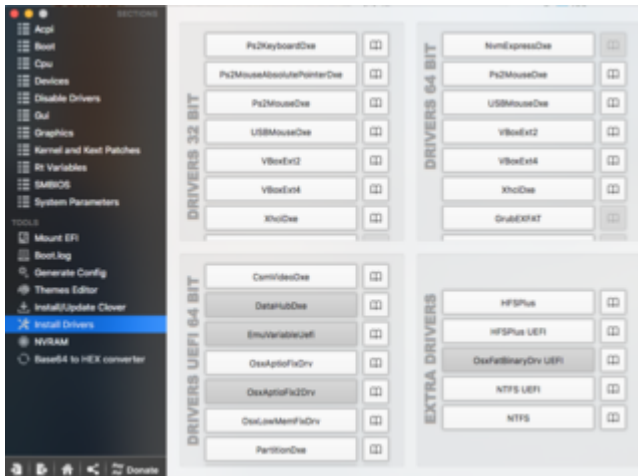 SECTIONS
Acpi
Boot
Cpu
Devices
Disable Drivers
Gui
Graphics
Kernel and Kext Patches
Rt Variables
SMBIOS
System Parameters
TOOLS
Mount EFI
Boot.log
Generate Config
Themes Editor
Install/Update Clover
Install Drivers
NVRAM
Base64 to HEX converter
Donate
DRIVERS 32 BIT
Ps2KeyboardDxe
Ps2MouseAbsolutePointerDxe
Ps2MouseDxe
USBMouseDxe
VBoxExt2
VBoxExt4
XhciDxe
DRIVERS 64 BIT
NvmExpressDxe
Ps2MouseDxe
USBMouseDxe
VBoxExt2
VBoxExt4
XhciDxe
GrubEXFAT
DRIVERS UEFI 64 BIT
CsmVideoDxe
DataHubDxe
EmuVariableUefi
OsxAptioFixDrv
OsxAptioFix2Drv
OsxLowMemFixDrv
PartitionDxe
EXTRA DRIVERS
HFSPlus
HFSPlus UEFI
OsxFatBinaryDrv UEFI
NTFS UEFI
NTFS